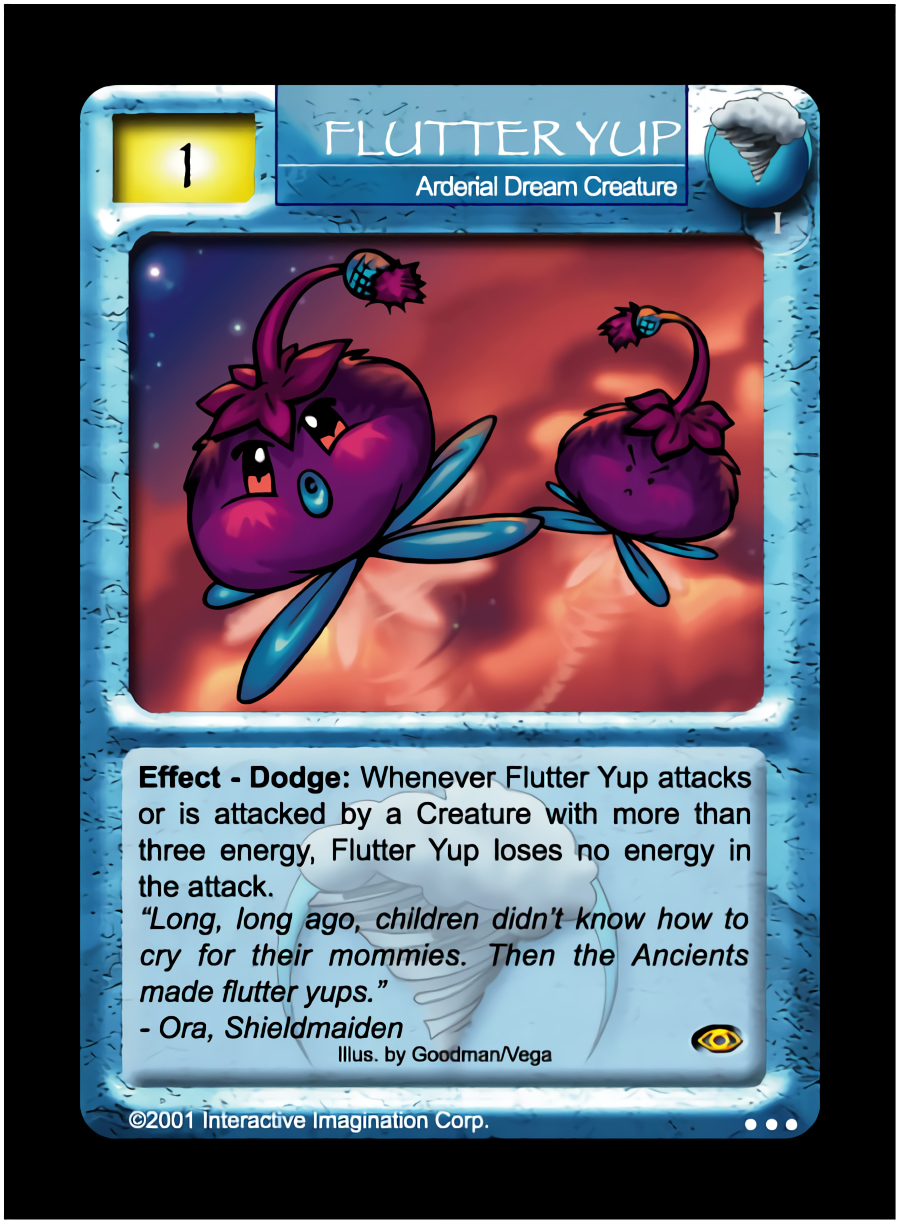 1
FLUTTER YUP
Arderial Dream Creature
I
Effect - Dodge: Whenever Flutter Yup attacks
or is attacked by a Creature with more than
three energy, Flutter Yup loses no energy in
the attack.
“Long, long ago, children didn’t know how to
cry for their mommies. Then the Ancients
made flutter yups.”
- Ora, Shieldmaiden
Illus. by Goodman/Vega
©2001 Interactive Imagination Corp.